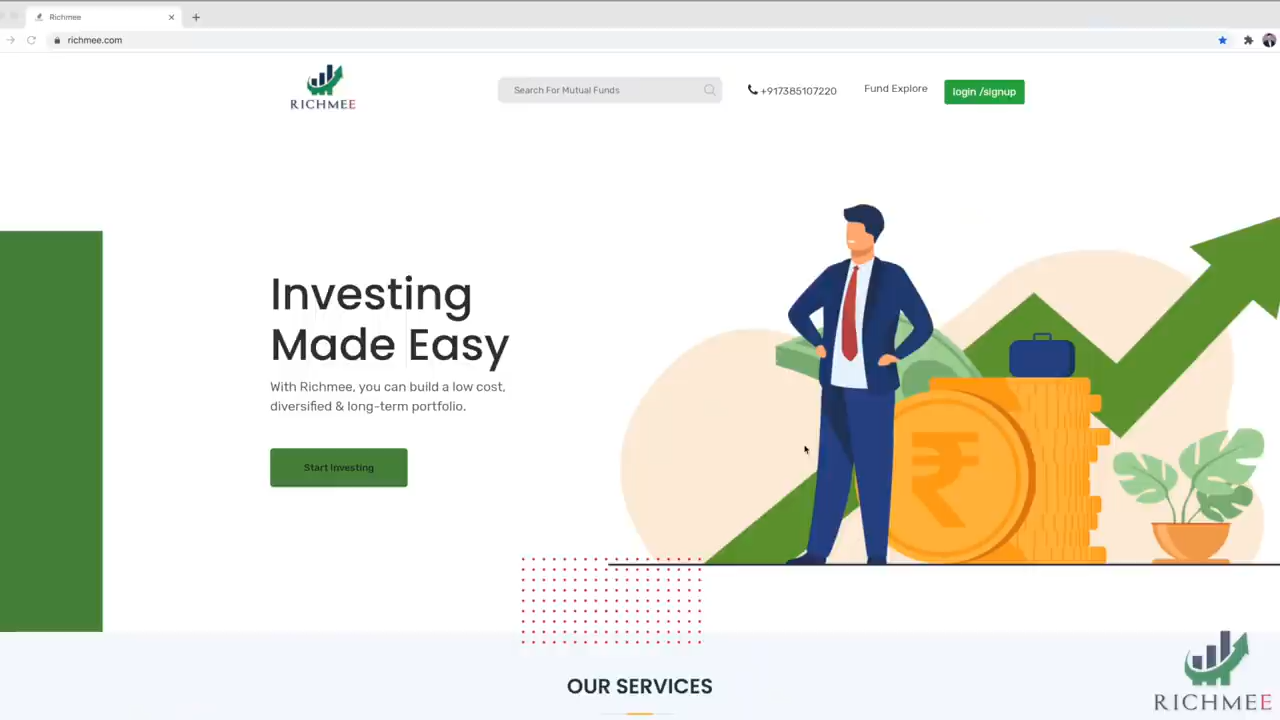 Richmee
richmee.com
RICHMEE
Search For Mutual Funds
+917385107220
Fund Explore
login /signup
Investing
Made Easy
With Richmee, you can build a low cost,
diversified & long-term portfolio.
Start Investing
₹
OUR SERVICES
RICHMEE